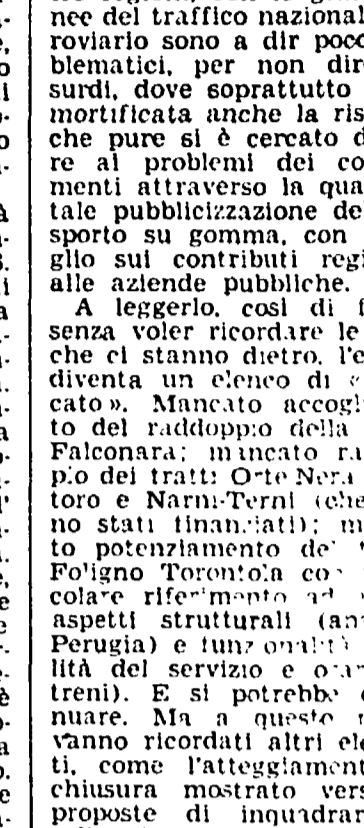 nee del traffico nazional
roviario sono a dir poco
blematici, per non dir
surdi, dove soprattutto
mortificata anche la ris
che pure si è cercato d
re ai problemi dei co
menti attraverso la qua
tale pubblicizzazione de
sporto su gomma, con
glio sui contributi regi
alle aziende pubbliche.
A leggerlo, così di f
senza voler ricordare le
che ci stanno dietro, l'e
diventa un elenco di «
cato». Mancato accogl
to del raddoppio della
Falconara; mancato ra
pio dei tratti Orte Nera
toro e Narni-Terni (che
no stati finanziati); m
to potenziamento de'
Foligno Torontola co
colare riferimento ad
aspetti strutturali (an
Perugia) e funzionalità
lità del servizio e orar
treni). E si potrebbe
nuare. Ma a questo
vanno ricordati altri ele
ti, come l'atteggiament
chiusura mostrato vers
proposte di inquadrar